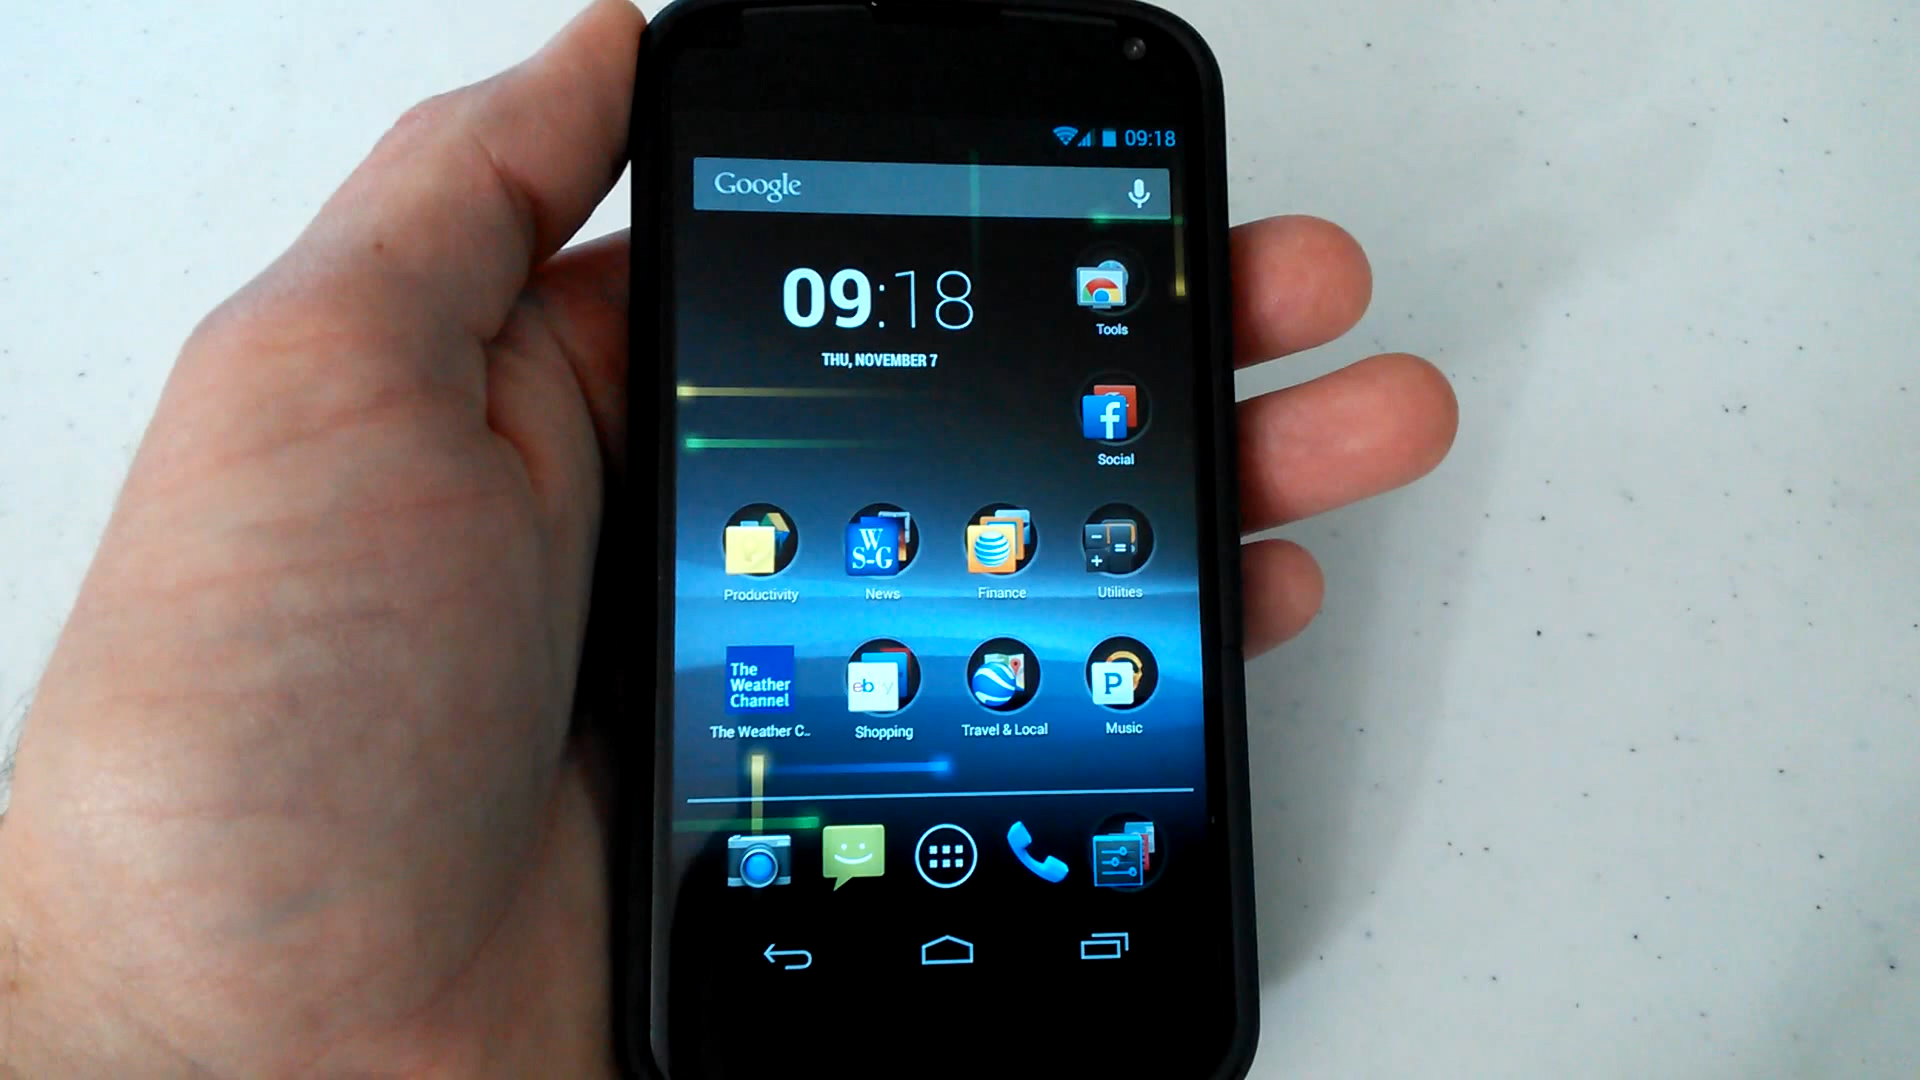 09:18
Google
09:18
THU, NOVEMBER 7
Tools
f
Social
W
S-G
Productivity
News
Finance
Utilities
The
Weather
Channel
ebay
P
The Weather C..
Shopping
Travel & Local
Music